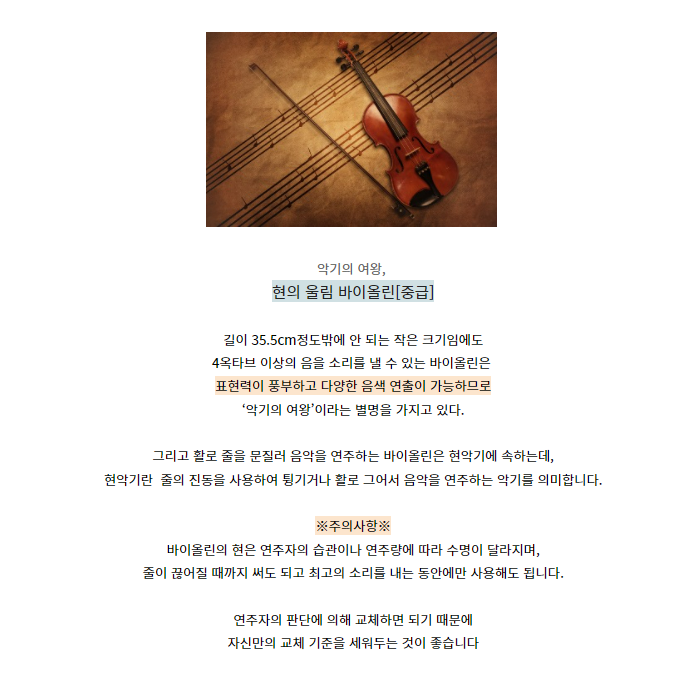 악기의 여왕,
현의 울림 바이올린[중급]
길이 35.5cm정도밖에 안 되는 작은 크기임에도
4옥타브 이상의 음을 소리를 낼 수 있는 바이올린은
표현력이 풍부하고 다양한 음색 연출이 가능하므로
‘악기의 여왕’이라는 별명을 가지고 있다.
그리고 활로 줄을 문질러 음악을 연주하는 바이올린은 현악기에 속하는데,
현악기란 줄의 진동을 사용하여 튕기거나 활로 그어서 음악을 연주하는 악기를 의미합니다.
※주의사항※
바이올린의 현은 연주자의 습관이나 연주량에 따라 수명이 달라지며,
줄이 끊어질 때까지 써도 되고 최고의 소리를 내는 동안에만 사용해도 됩니다.
연주자의 판단에 의해 교체하면 되기 때문에
자신만의 교체 기준을 세워두는 것이 좋습니다